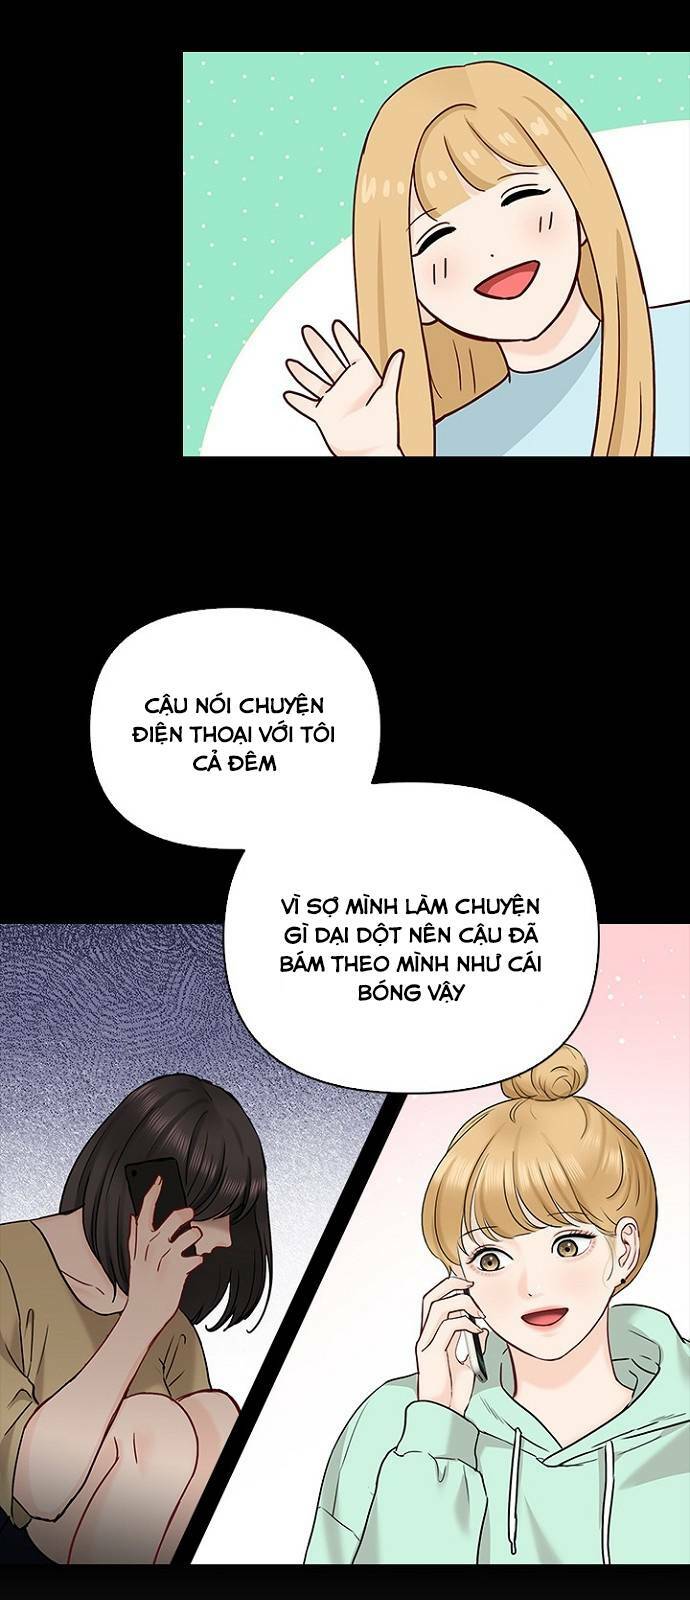 CẬU NÓI CHUYỆN
ĐIỆN THOẠI VỚI TÔI
CẢ ĐÊM
VÌ SỢ MÌNH LÀM CHUYỆN
GÌ DẠI DỘT NÊN CẬU ĐÃ
BÁM THEO MÌNH NHƯ CÁI
BÓNG VẬY